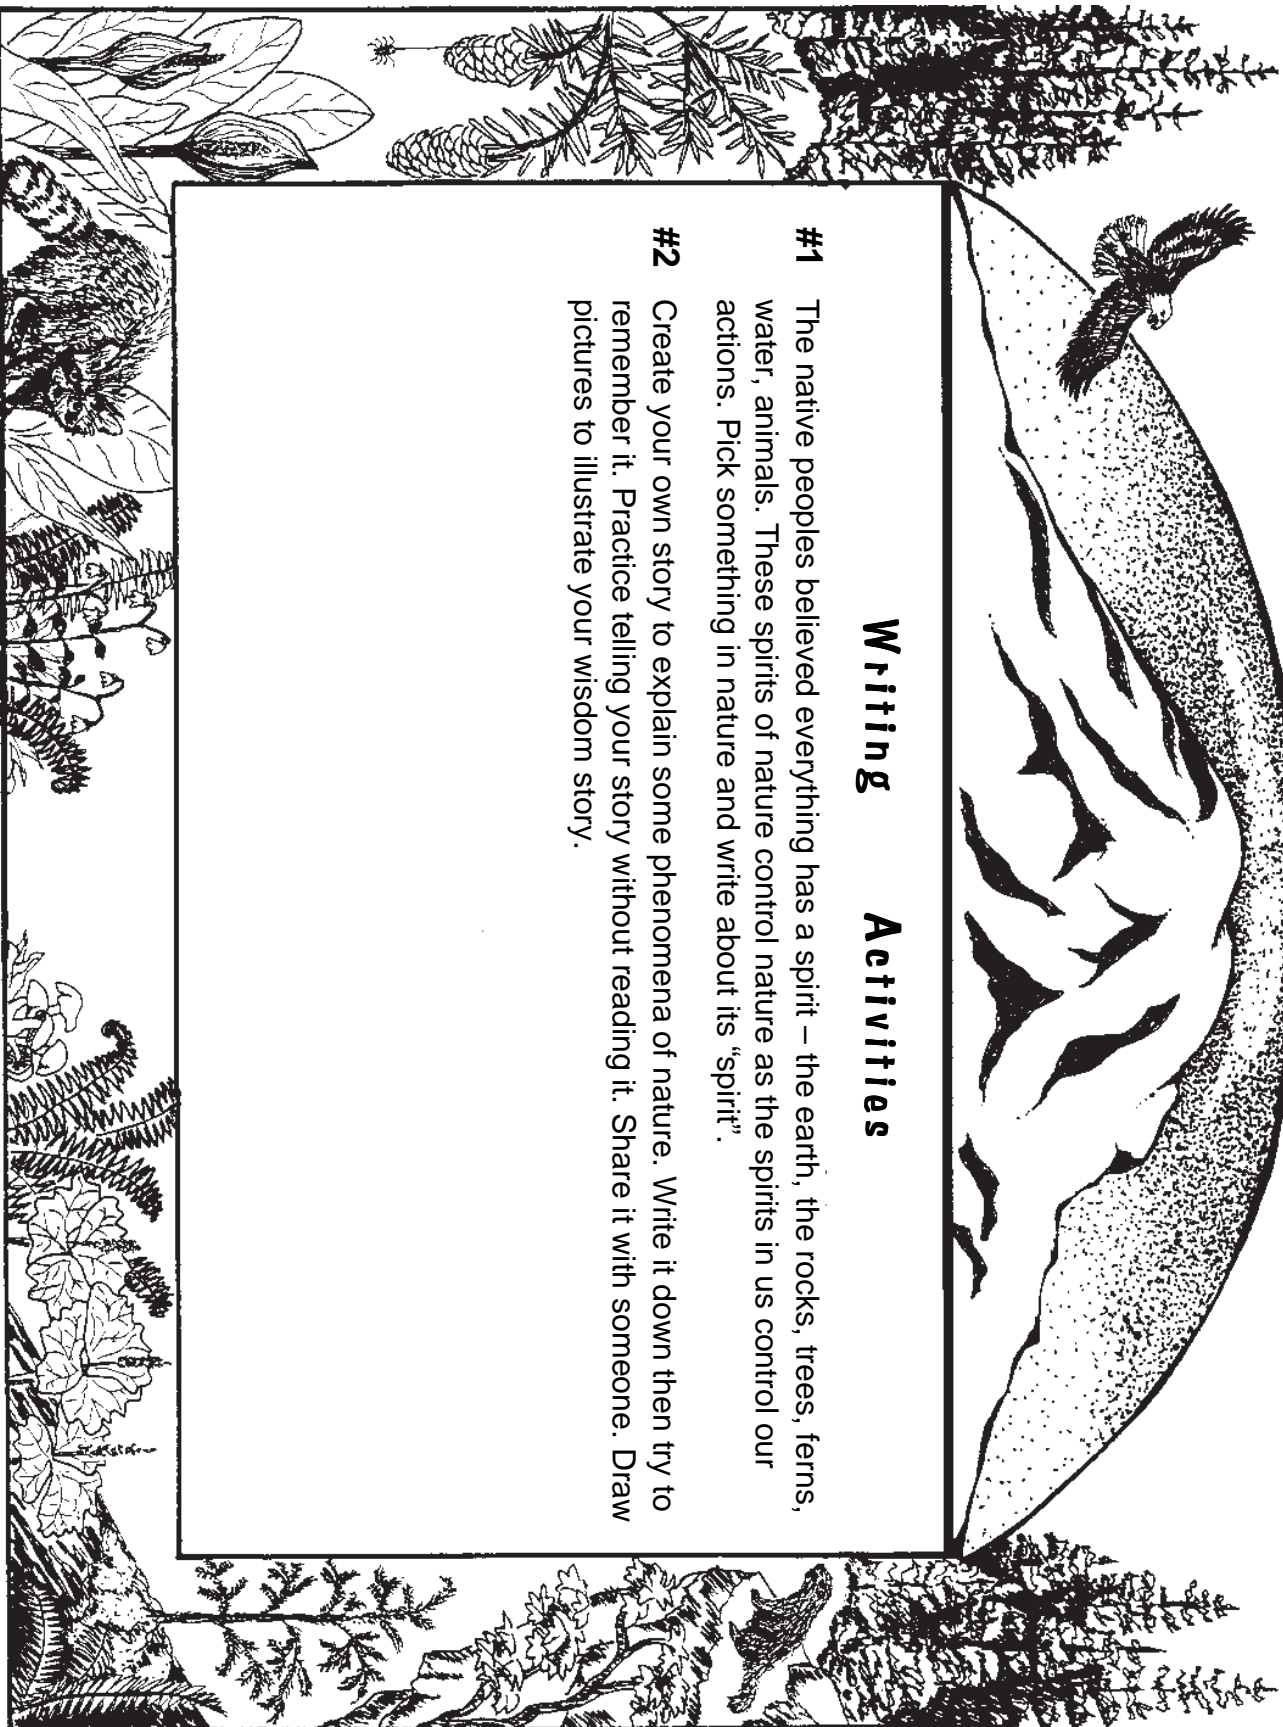 Writing Activities
#1 The native peoples believed everything has a spirit – the earth, the rocks, trees, ferns,
water, animals. These spirits of nature control nature as the spirits in us control our
actions. Pick something in nature and write about its “spirit”.
#2 Create your own story to explain some phenomena of nature. Write it down then try to
remember it. Practice telling your story without reading it. Share it with someone. Draw
pictures to illustrate your wisdom story.